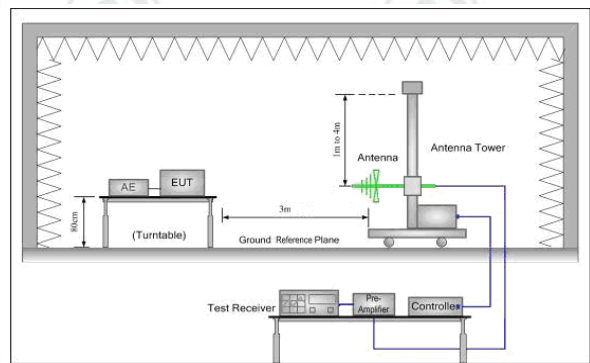 1m to 4m
Antenna
Antenna Tower
AE
EUT
80cm
(Turntable)
3m
Ground Reference Plane
Test Receiver
Pre-
Amplifier
Controller